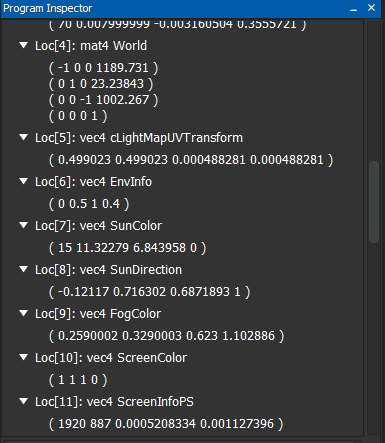 Program Inspector
( 70 0.007999999 -0.003160504 0.3555721 )
Loc[4]: mat4 World
( -1 0 0 1189.731 )
( 0 1 0 23.23843 )
( 0 0 -1 1002.267 )
( 0 0 0 1 )
Loc[5]: vec4 cLightMapUVTransform
( 0.499023 0.499023 0.000488281 0.000488281 )
Loc[6]: vec4 EnvInfo
( 0 0.5 1 0.4 )
Loc[7]: vec4 SunColor
( 15 11.32279 6.843958 0 )
Loc[8]: vec4 SunDirection
( -0.12117 0.716302 0.6871893 1 )
Loc[9]: vec4 FogColor
( 0.2590002 0.3290003 0.623 1.102886 )
Loc[10]: vec4 ScreenColor
( 1 1 1 0 )
Loc[11]: vec4 ScreenInfoPS
( 1920 887 0.0005208334 0.001127396 )